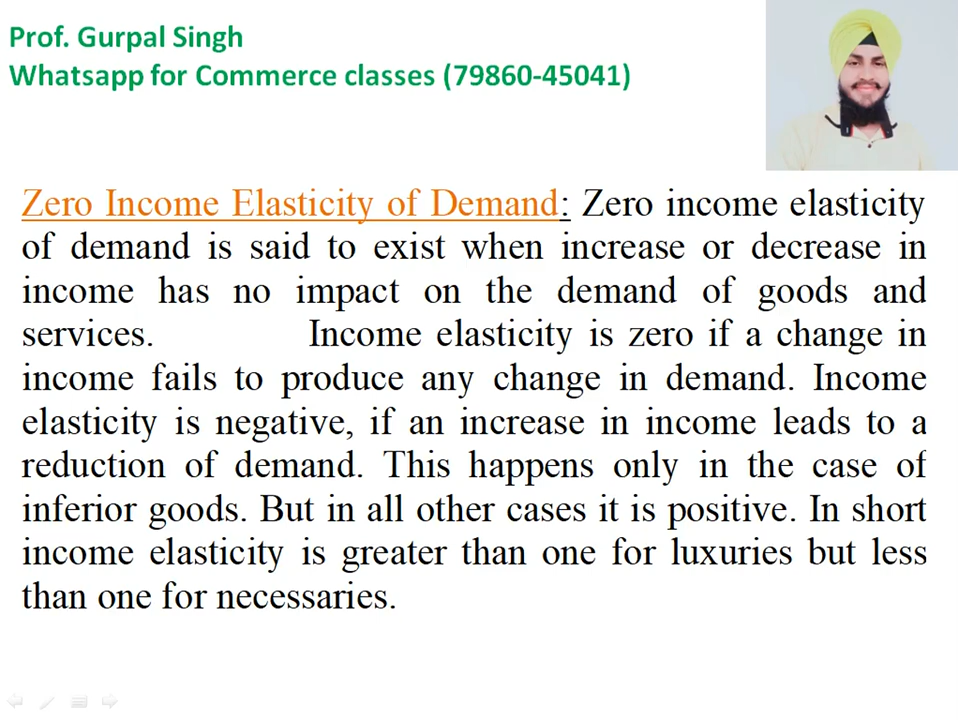 Prof. Gurpal Singh
Whatsapp for Commerce classes (79860-45041)
Zero Income Elasticity of Demand: Zero income elasticity
of demand is said to exist when increase or decrease in
income has no impact on the demand of goods and
services. Income elasticity is zero if a change in
income fails to produce any change in demand. Income
elasticity is negative, if an increase in income leads to a
reduction of demand. This happens only in the case of
inferior goods. But in all other cases it is positive. In short
income elasticity is greater than one for luxuries but less
than one for necessaries.